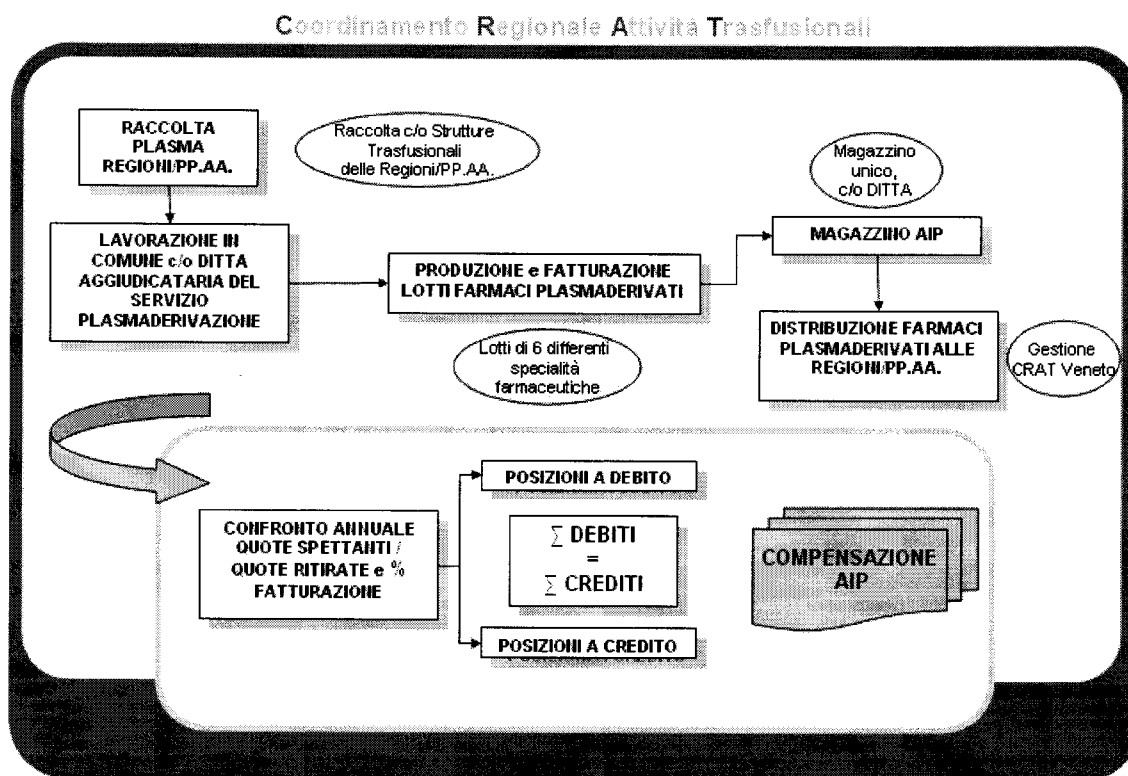 Coordinamento Regionale Attività Trasfusionali
RACCOLTA
PLASMA
REGIONI/PP.AA.
Raccolta c/o Strutture
Trasfusionali
delle Regioni/PP.AA.
Magazzino
unico,
c/o DITTA
LAVORAZIONE IN
COMUNE c/o DITTA
AGGIUDICATARIA DEL
SERVIZIO
PLASMADERIVAZIONE
PRODUZIONE e FATTURAZIONE
LOTTI FARMACI PLASMADERIVATI
MAGAZZINO AIP
Lotti di 6 differenti
specialità
farmaceutiche
DISTRIBUZIONE FARMACI
PLASMADERIVATI ALLE
REGIONI/PP.AA.
Gestione
CRAT Veneto
CONFRONTO ANNUALE
QUOTE SPETTANTI /
QUOTE RITIRATE e %
FATTURAZIONE
POSIZIONI A DEBITO
∑ DEBITI
=
∑ CREDITI
POSIZIONI A CREDITO
COMPENSAZIONE
AIP